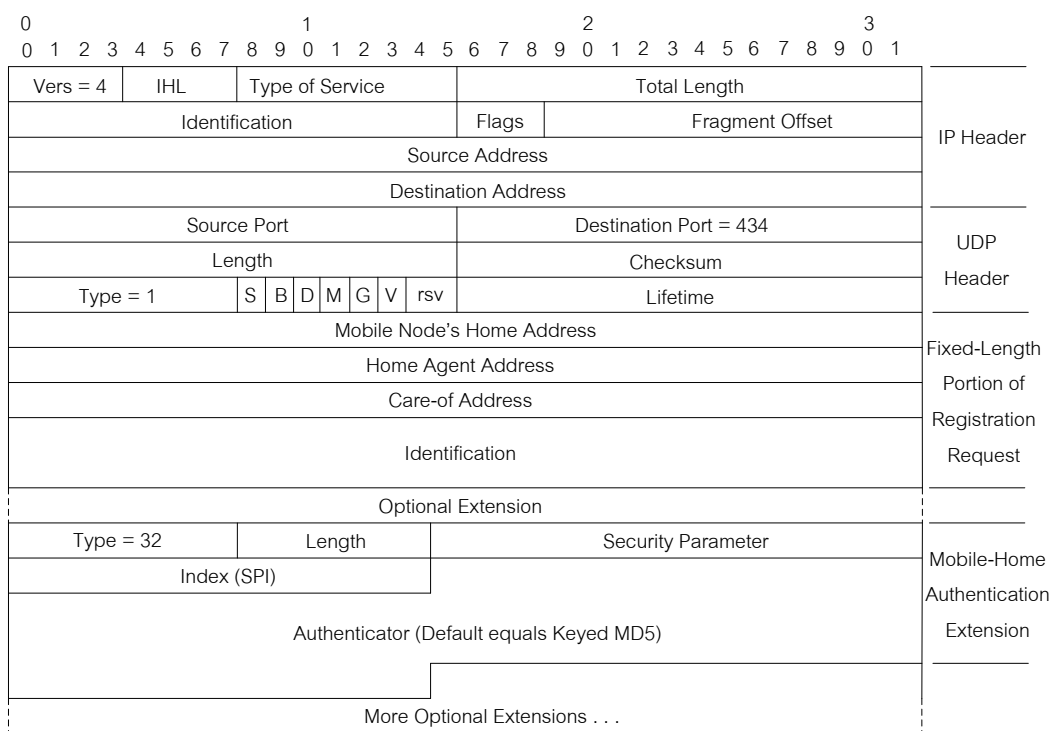 0 1 2 3
0 1 2 3 4 5 6 7 8 9 0 1 2 3 4 5 6 7 8 9 0 1 2 3 4 5 6 7 8 9 0 1
Vers = 4 IHL Type of Service Total Length
Identification Flags Fragment Offset
IP Header
Source Address
Destination Address
Source Port Destination Port = 434
UDP
Length Checksum
Header
Type = 1 S B D M G V rsv Lifetime
Mobile Node's Home Address
Fixed-Length
Home Agent Address
Portion of
Care-of Address
Registration
Identification
Request
Optional Extension
Type = 32 Length Security Parameter
Mobile-Home
Index (SPI)
Authentication
Authenticator (Default equals Keyed MD5)
Extension
More Optional Extensions . . .